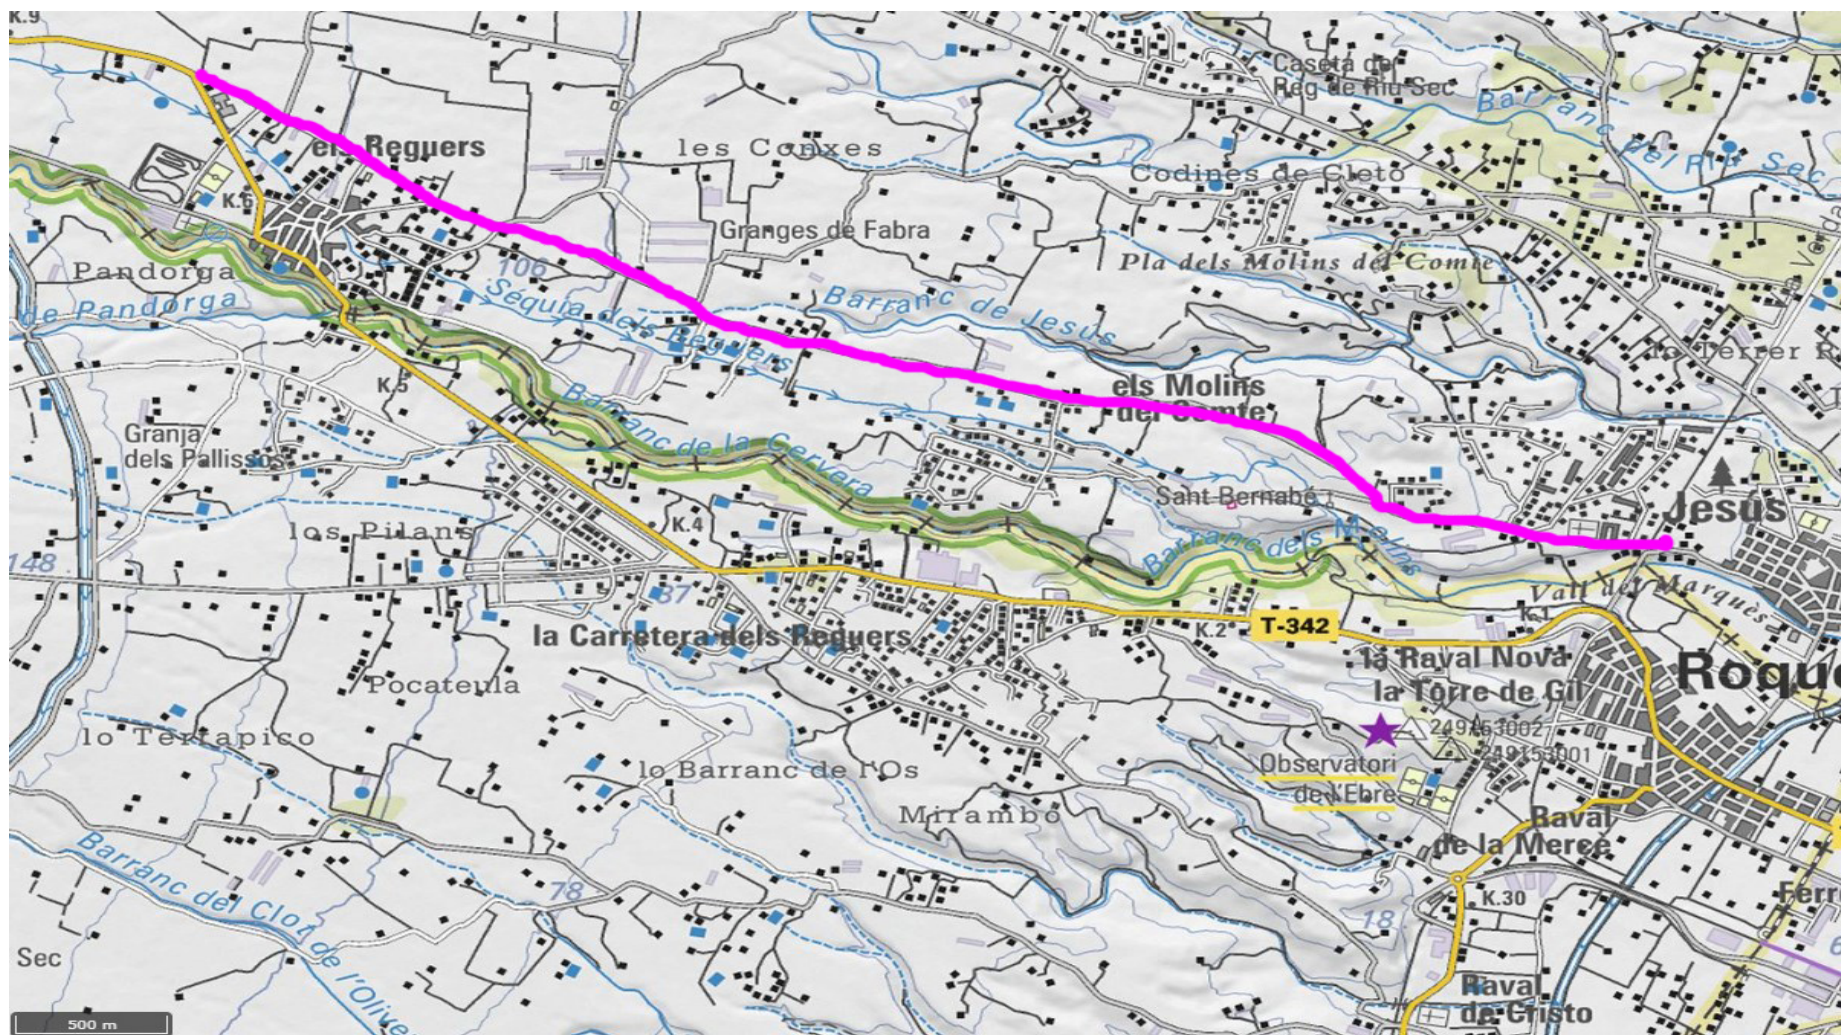 K.9
Caseta del
Reg de Riu Sec
Barranc del Riu Sec
els Reguers
les Conxes
Codines de Cleto
K.6
Granges de Fabra
Pandorga
106
Pla dels Molins del Comte
de Pandorga
Séquia dels Reguers
Barranc de Jesús
lo Terrer R
K.5
Barranc de la Cervera
els Molins
del Comte
Granja
dels Pallissos
Sant Bernabé
Jesús
los Pilans
K.4
Barranc dels Molins
148
87
Vall del Marquès
K.1
la Carretera dels Reguers
K.2
T-342
la Raval Nova
la Torre de Gil
Roque
Pocateula
249153002
249153001
lo Terrapico
lo Barranc de l'Os
Observatori
de l'Ebre
Mirambó
Raval
de la Mercè
Barranc del Clot de l'Olive
78
K.30
Ferr
18
Sec
Raval
de Cristo
500 m